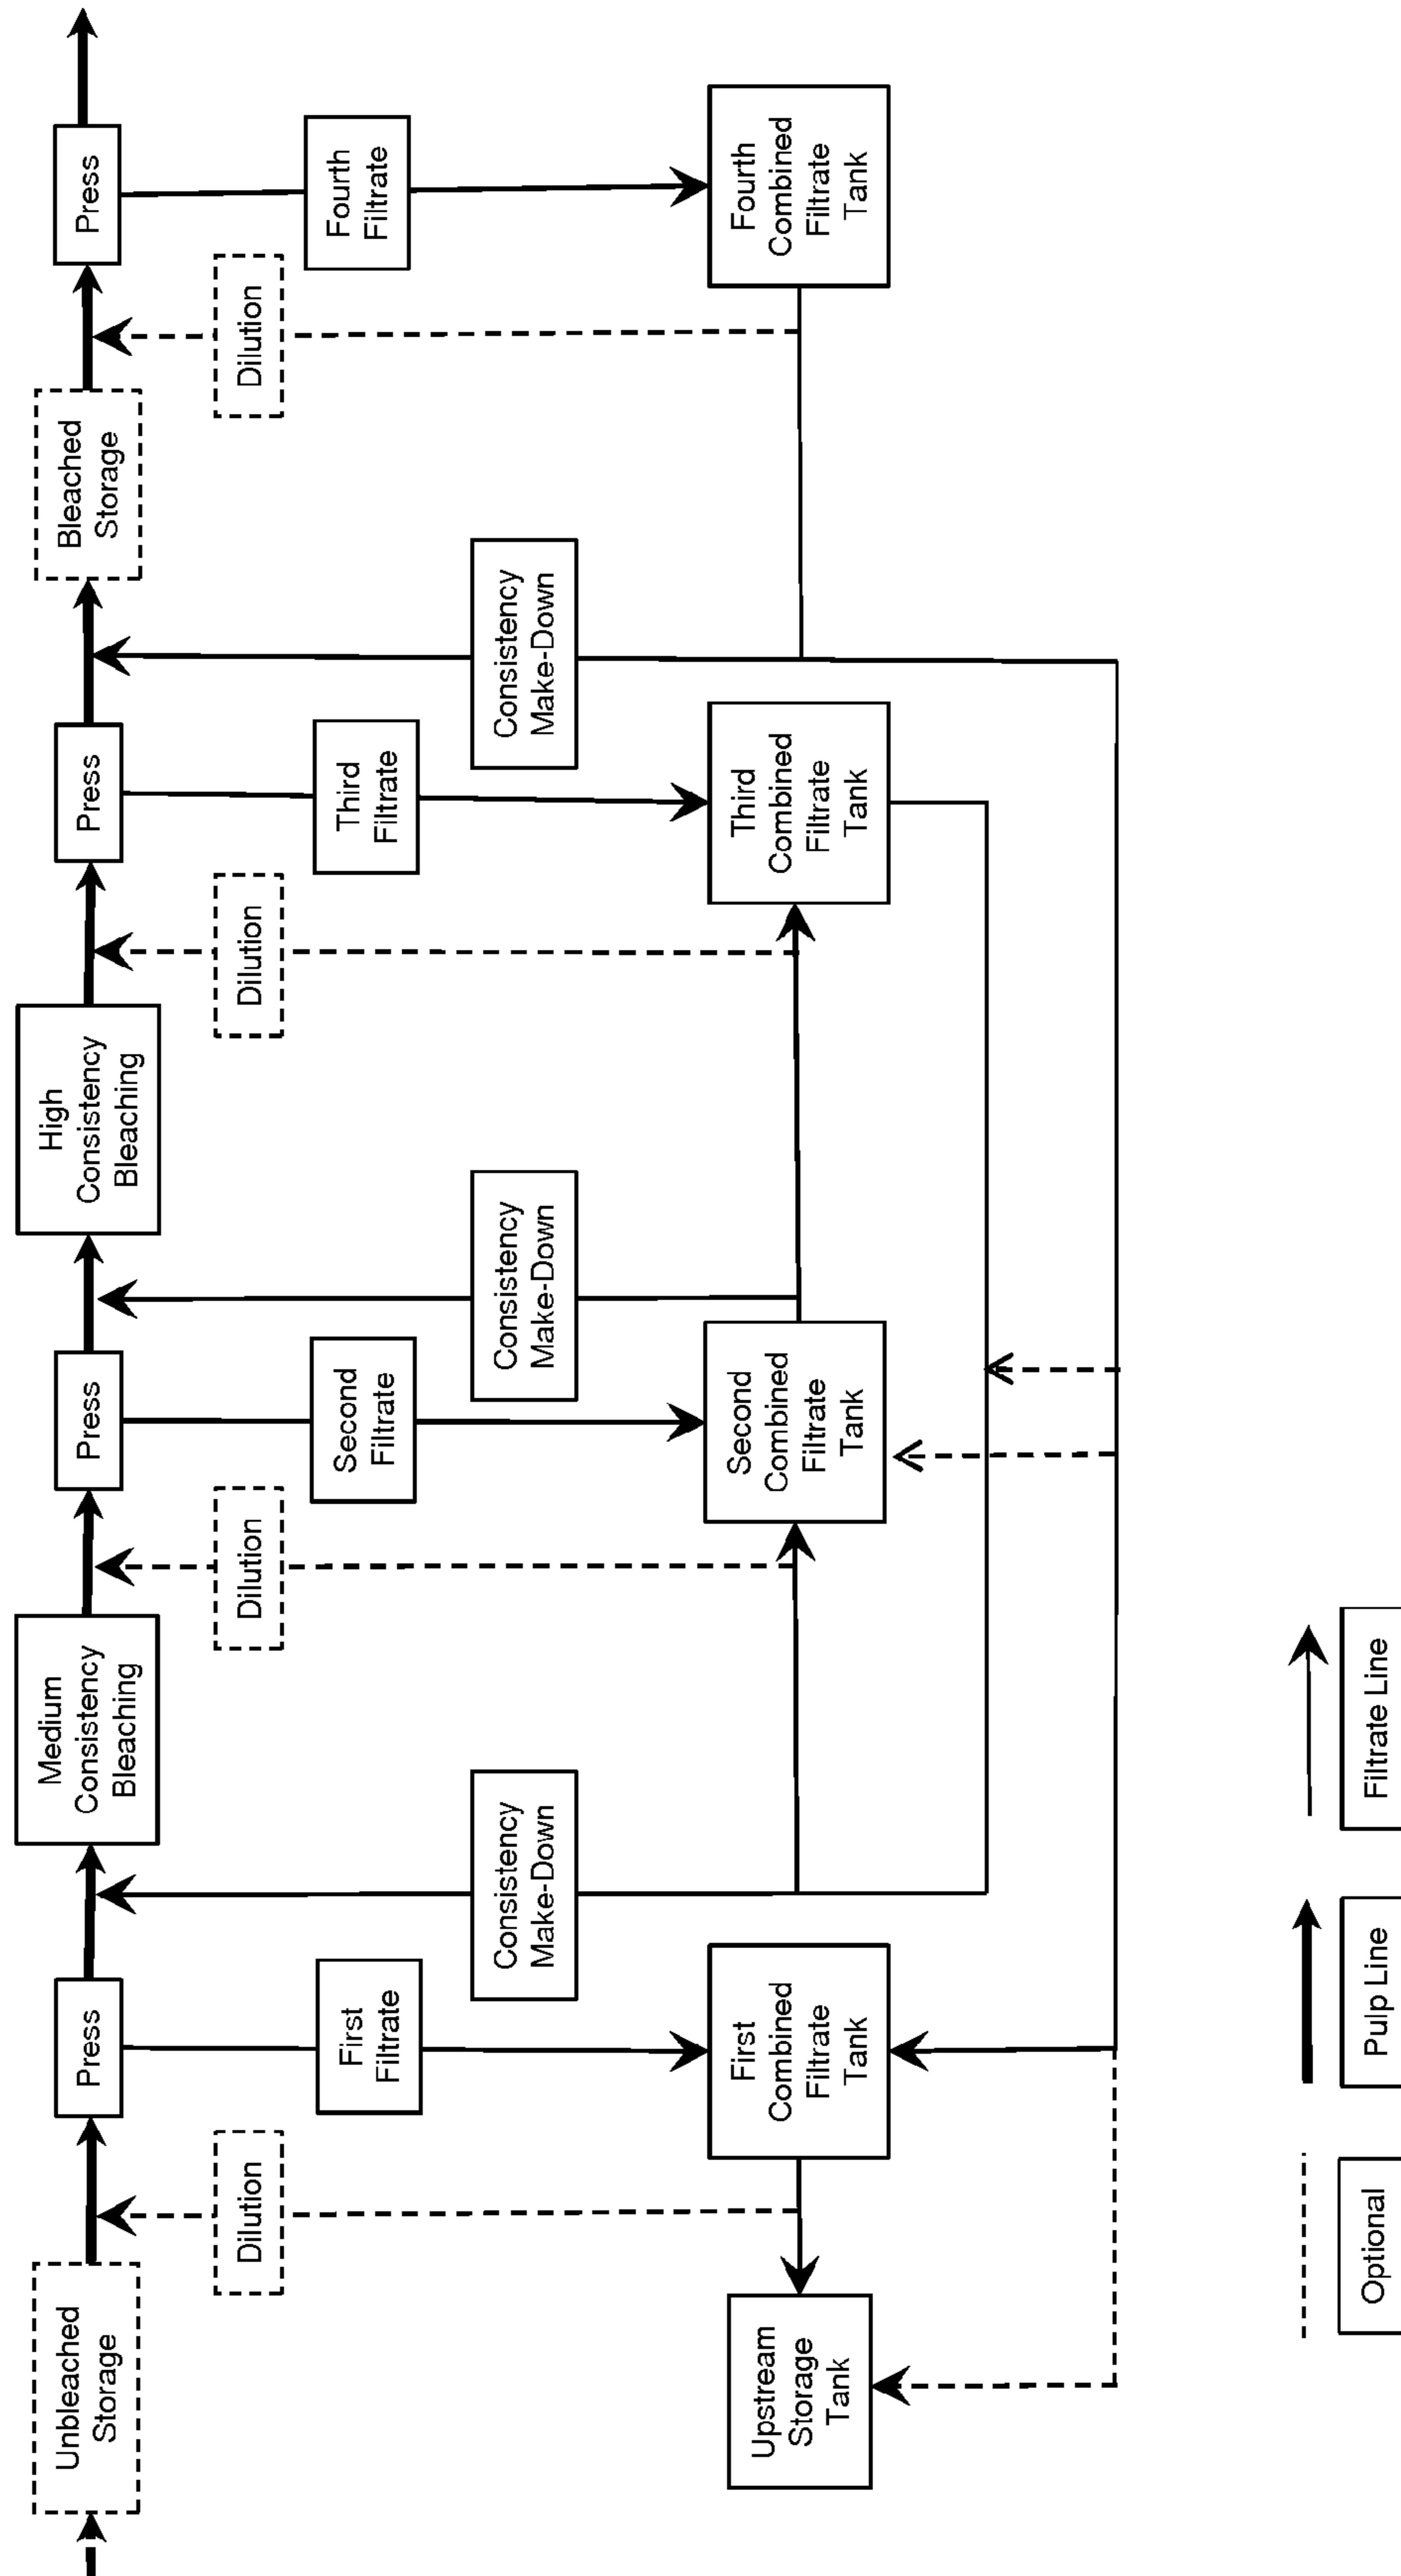 Unbleached
Storage
Press
Medium
Consistency
Bleaching
Press
High
Consistency
Bleaching
Press
Bleached
Storage
Press
Dilution
Dilution
Dilution
Dilution
First
Filtrate
Second
Filtrate
Third
Filtrate
Fourth
Filtrate
Consistency
Make-Down
Consistency
Make-Down
Consistency
Make-Down
Upstream
Storage
Tank
First
Combined
Filtrate
Tank
Second
Combined
Filtrate
Tank
Third
Combined
Filtrate
Tank
Fourth
Combined
Filtrate
Tank
Optional
Pulp Line
Filtrate Line